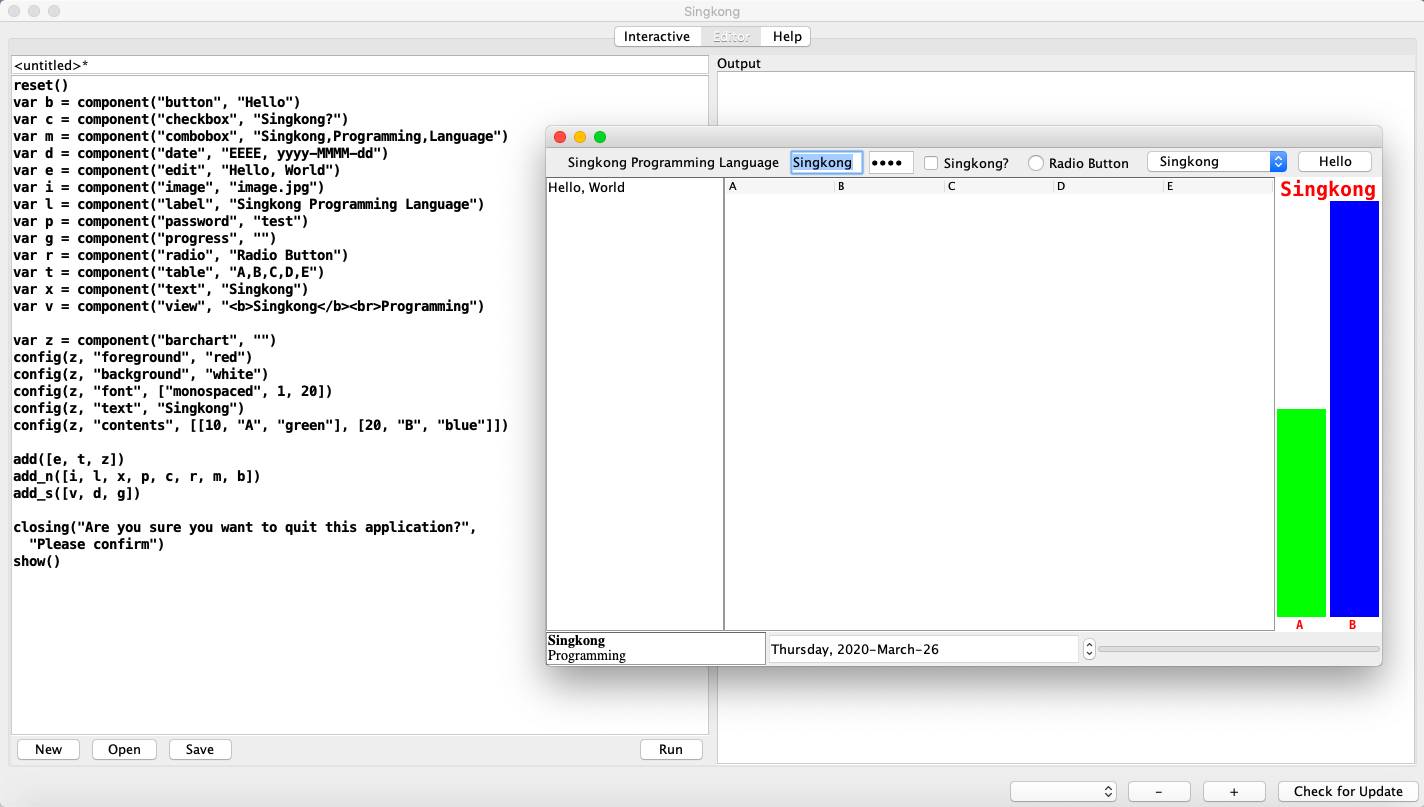 Singkong
Interactive Editor Help
<untitled>*
reset()
var b = component("button", "Hello")
var c = component("checkbox", "Singkong?")
var m = component("combobox", "Singkong,Programming,Language")
var d = component("date", "EEEE, yyyy-MMMM-dd")
var e = component("edit", "Hello, World")
var i = component("image", "image.jpg")
var l = component("label", "Singkong Programming Language")
var p = component("password", "test")
var g = component("progress", "")
var r = component("radio", "Radio Button")
var t = component("table", "A,B,C,D,E")
var x = component("text", "Singkong")
var v = component("view", "<b>Singkong</b><br>Programming")
var z = component("barchart", "")
config(z, "foreground", "red")
config(z, "background", "white")
config(z, "font", ["monospaced", 1, 20])
config(z, "text", "Singkong")
config(z, "contents", [[10, "A", "green"], [20, "B", "blue"]])
add([e, t, z])
add_n([i, l, x, p, c, r, m, b])
add_s([v, d, g])
closing("Are you sure you want to quit this application?",
"Please confirm")
show()
New Open Save Run
Output
Singkong Programming Language Singkong •••• Singkong? Radio Button Singkong Hello
Hello, World
A B C D E
Singkong
A B
Singkong
Programming
Thursday, 2020-March-26
- + Check for Update